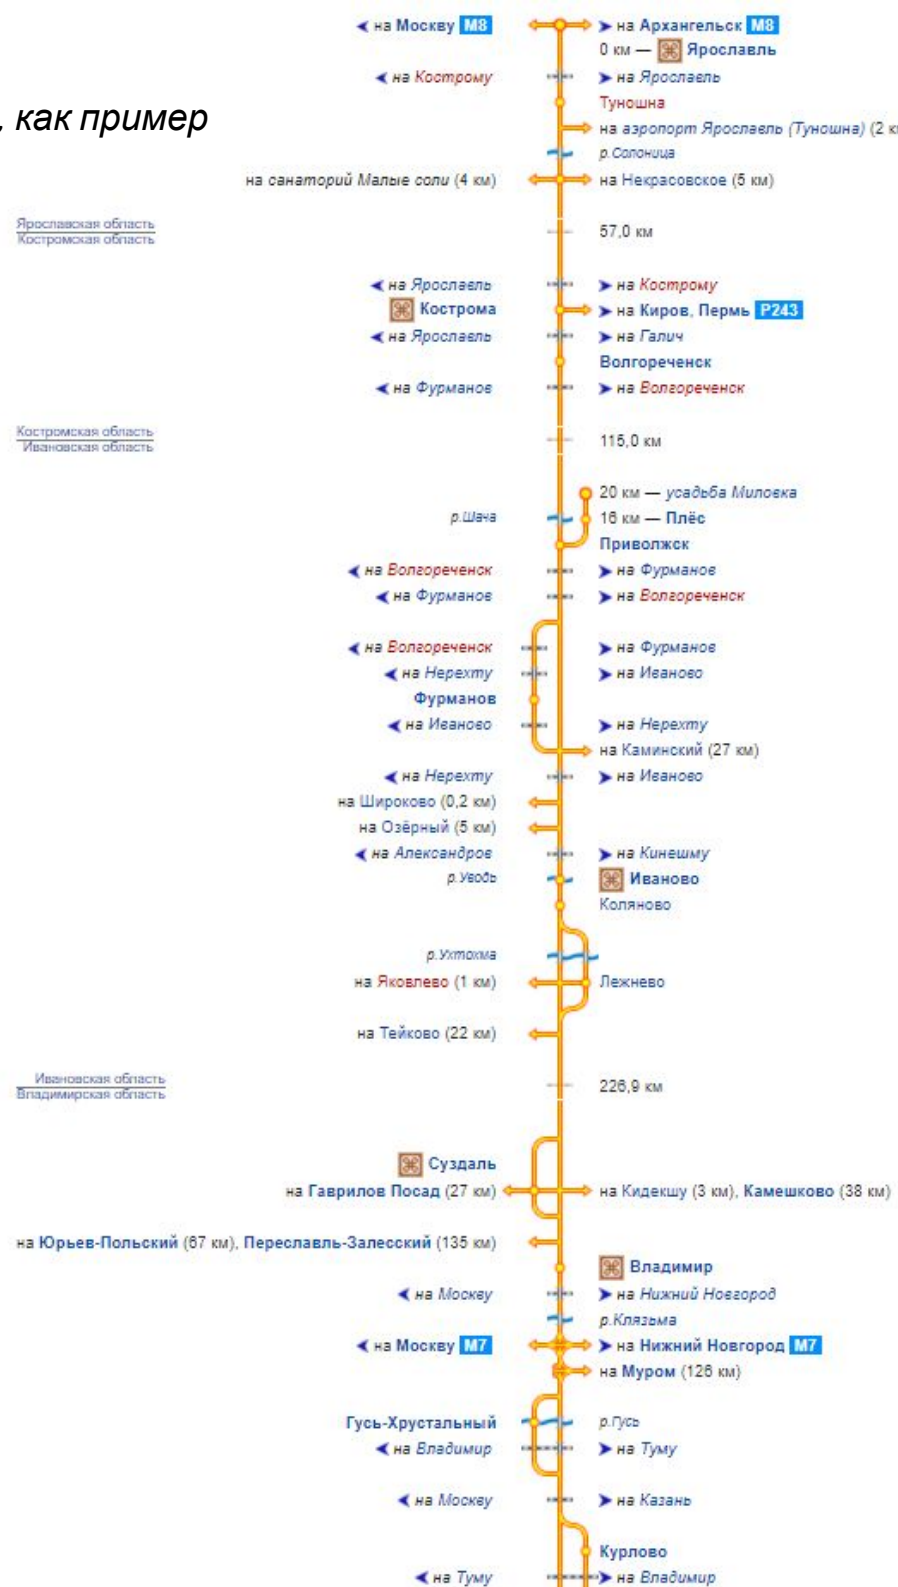 на Москву М8 на Архангельск М8
0 км — Ярославль
на Кострому на Ярославль
Туношна
, как пример
на аэропорт Ярославль (Туношна) (2 к
р.Солоница
на санаторий Малые соли (4 км) на Некрасовское (5 км)
Ярославская область
Костромская область
57,0 км
на Ярославль на Кострому
Кострома на Киров, Пермь Р243
на Ярославль на Галич
Волгореченск
на Фурманов на Волгореченск
Костромская область
Ивановская область
115,0 км
20 км — усадьба Миловка
р.Шача 16 км — Плёс
Приволжск
на Волгореченск на Фурманов
на Фурманов на Волгореченск
на Волгореченск на Фурманов
на Нерехту на Иваново
Фурманов
на Иваново на Нерехту
на Каминский (27 км)
на Нерехту на Иваново
на Широково (0,2 км)
на Озёрный (5 км)
на Александров на Кинешму
р.Уводь Иваново
Коляново
р.Ухтохма
на Яковлево (1 км) Лежнево
на Тейково (22 км)
Ивановская область
Владимирская область
226,9 км
Суздаль
на Гаврилов Посад (27 км) на Кидекшу (3 км), Камешково (38 км)
на Юрьев-Польский (67 км), Переславль-Залесский (135 км)
Владимир
на Москву на Нижний Новгород
р.Клязьма
на Москву М7 на Нижний Новгород М7
на Муром (126 км)
Гусь-Хрустальный р.Гусь
на Владимир на Туму
на Москву на Казань
Курлово
на Туму на Владимир